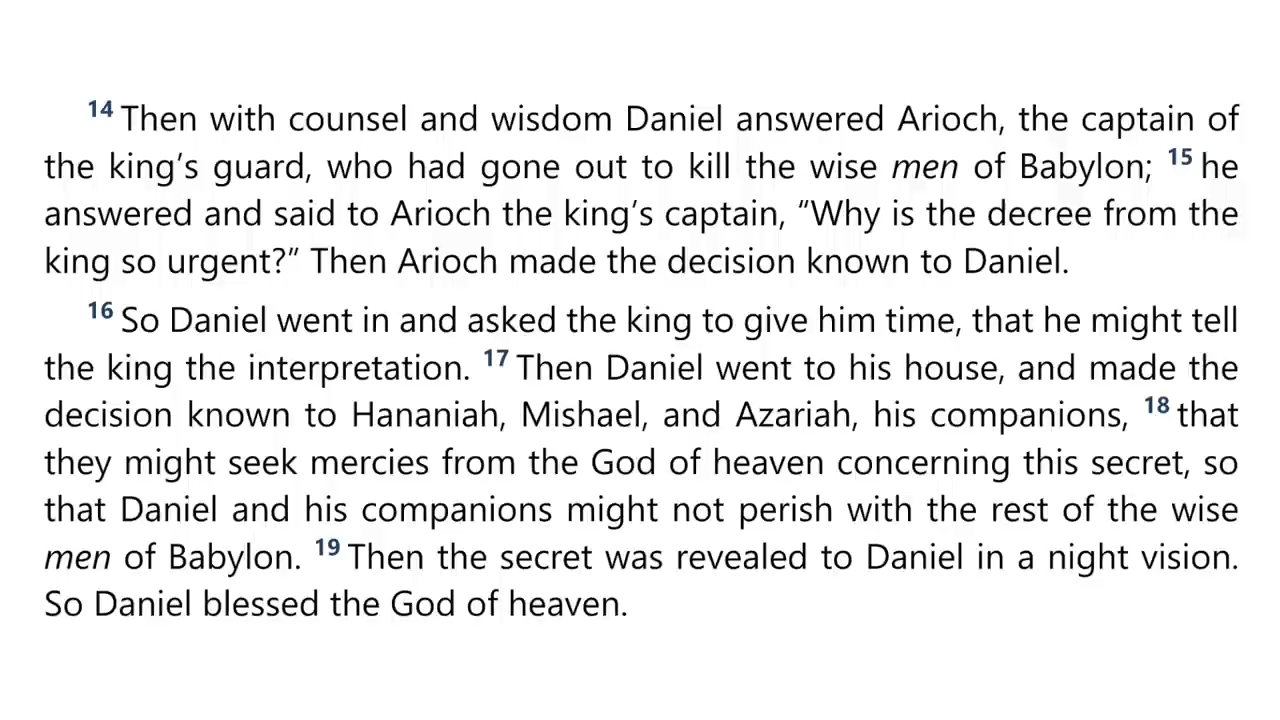 14 Then with counsel and wisdom Daniel answered Arioch, the captain of
the king’s guard, who had gone out to kill the wise men of Babylon; 15 he
answered and said to Arioch the king’s captain, “Why is the decree from the
king so urgent?” Then Arioch made the decision known to Daniel.
16 So Daniel went in and asked the king to give him time, that he might tell
the king the interpretation. 17 Then Daniel went to his house, and made the
decision known to Hananiah, Mishael, and Azariah, his companions, 18 that
they might seek mercies from the God of heaven concerning this secret, so
that Daniel and his companions might not perish with the rest of the wise
men of Babylon. 19 Then the secret was revealed to Daniel in a night vision.
So Daniel blessed the God of heaven.